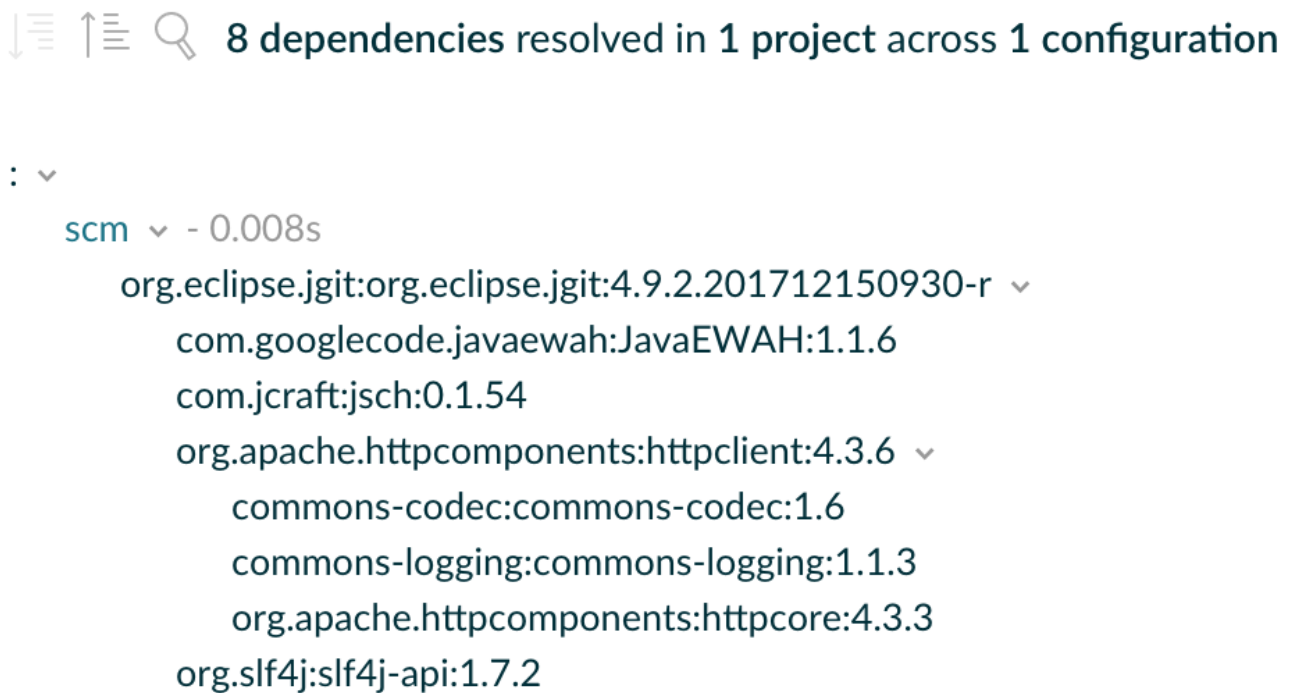 8 dependencies resolved in 1 project across 1 configuration
:
scm - 0.008s
org.eclipse.jgit:org.eclipse.jgit:4.9.2.201712150930-r
com.googlecode.javaewah:JavaEWAH:1.1.6
com.jcraft:jsch:0.1.54
org.apache.httpcomponents:httpclient:4.3.6
commons-codec:commons-codec:1.6
commons-logging:commons-logging:1.1.3
org.apache.httpcomponents:httpcore:4.3.3
org.slf4j:slf4j-api:1.7.2